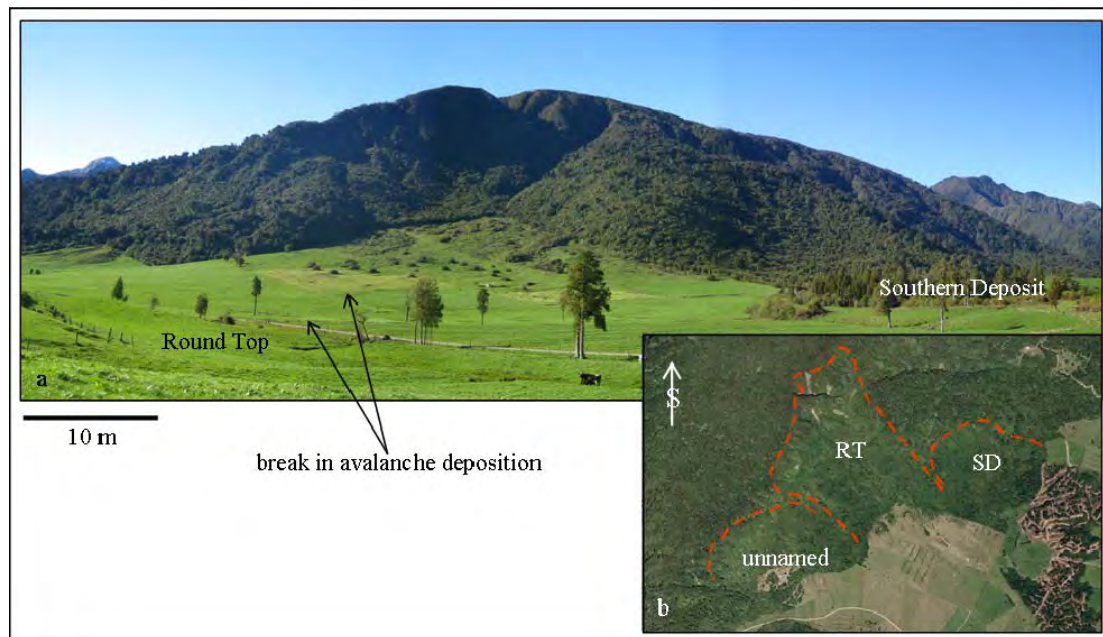 Southern Deposit
Round Top
a
10 m
break in avalanche deposition
S
RT
SD
unnamed
b